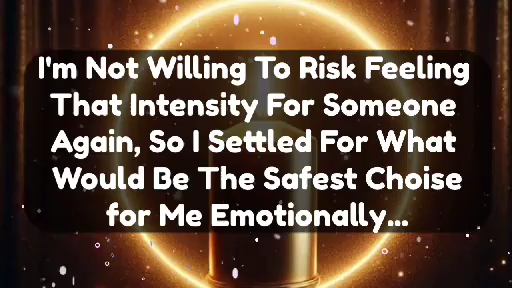 I'm Not Willing To Risk Feeling
That Intensity For Someone
Again, So I Settled For What
Would Be The Safest Choise
for Me Emotionally...